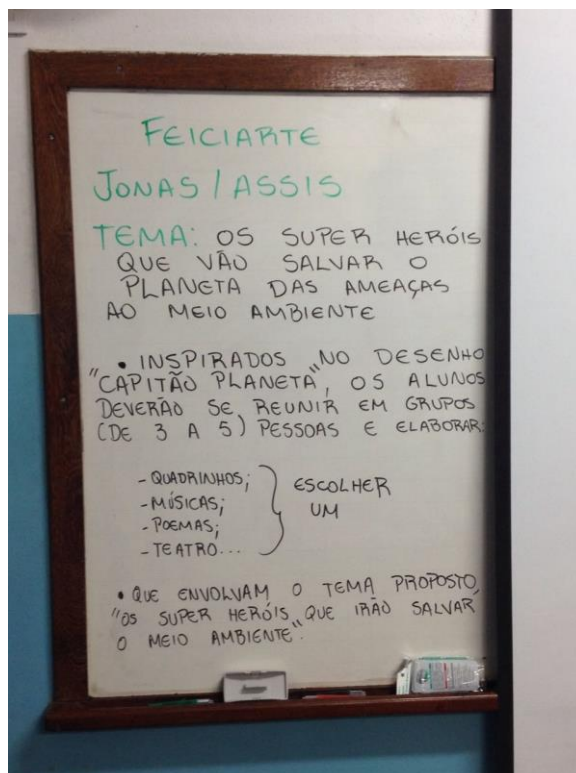 FEICIARTE
JONAS / ASSIS
TEMA: OS SUPER HERÓIS
QUE VÃO SALVAR O
PLANETA DAS AMEAÇAS
AO MEIO AMBIENTE
• INSPIRADOS NO DESENHO
"CAPITÃO PLANETA", OS ALUNOS
DEVERÃO SE REUNIR EM GRUPOS
(DE 3 A 5) PESSOAS E ELABORAR:
- QUADRINHOS;
- MÚSICAS;
- POEMAS;
- TEATRO...
ESCOLHER
UM
• QUE ENVOLVAM O TEMA PROPOSTO,
"OS SUPER HERÓIS QUE IRÃO SALVAR
O MEIO AMBIENTE".